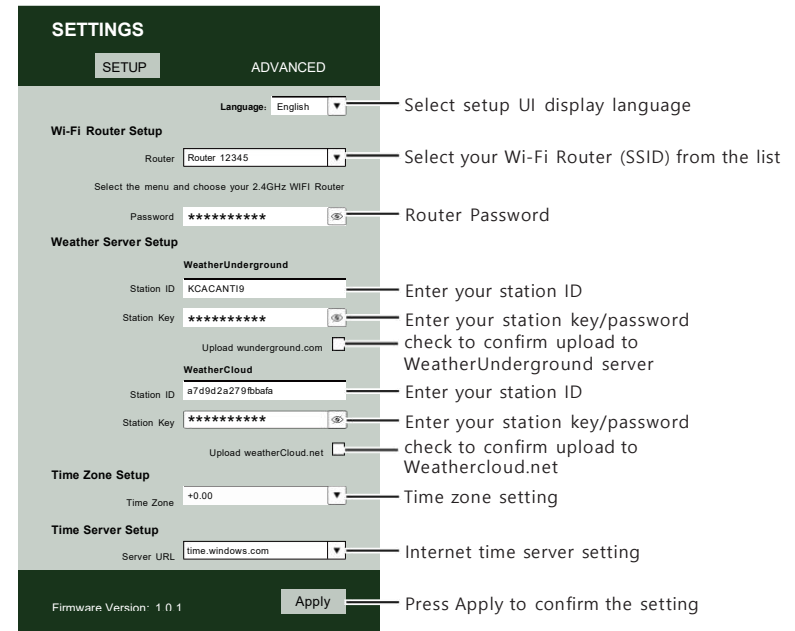 SETTINGS
SETUP ADVANCED
Language: English Select setup UI display language
Wi-Fi Router Setup
Router Router 12345 Select your Wi-Fi Router (SSID) from the list
Select the menu and choose your 2.4GHz WIFI Router
Password ********** Router Password
Weather Server Setup
WeatherUnderground
Station ID KCACANTI9 Enter your station ID
Station Key ********** Enter your station key/password
Upload wunderground.com check to confirm upload to
WeatherUnderground server
WeatherCloud
Station ID a7d9d2a279fbbafa Enter your station ID
Station Key ********** Enter your station key/password
Upload weatherCloud.net check to confirm upload to
Weathercloud.net
Time Zone Setup
Time Zone +0.00 Time zone setting
Time Server Setup
Server URL time.windows.com Internet time server setting
Firmware Version: 1.0.1 Apply Press Apply to confirm the setting